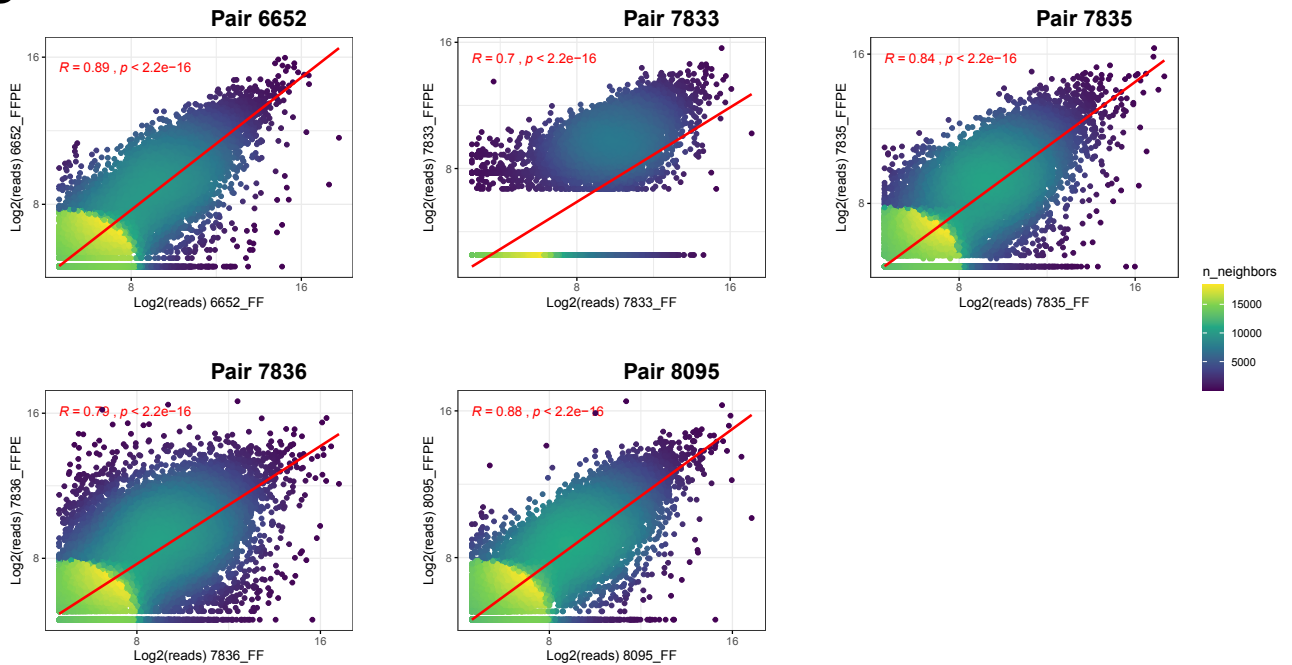 Pair 6652
16
8
R = 0.89 , p < 2.2e−16
Log2(reads) 6652_FFPE
8
16
Log2(reads) 6652_FF
Pair 7833
16
8
R = 0.7 , p < 2.2e−16
Log2(reads) 7833_FFPE
8
16
Log2(reads) 7833_FF
Pair 7835
16
8
R = 0.84 , p < 2.2e−16
Log2(reads) 7835_FFPE
8
16
Log2(reads) 7835_FF
n_neighbors
15000
10000
5000
Pair 7836
16
8
R = 0.79 , p < 2.2e−16
Log2(reads) 7836_FFPE
8
16
Log2(reads) 7836_FF
Pair 8095
16
8
R = 0.88 , p < 2.2e−16
Log2(reads) 8095_FFPE
8
16
Log2(reads) 8095_FF